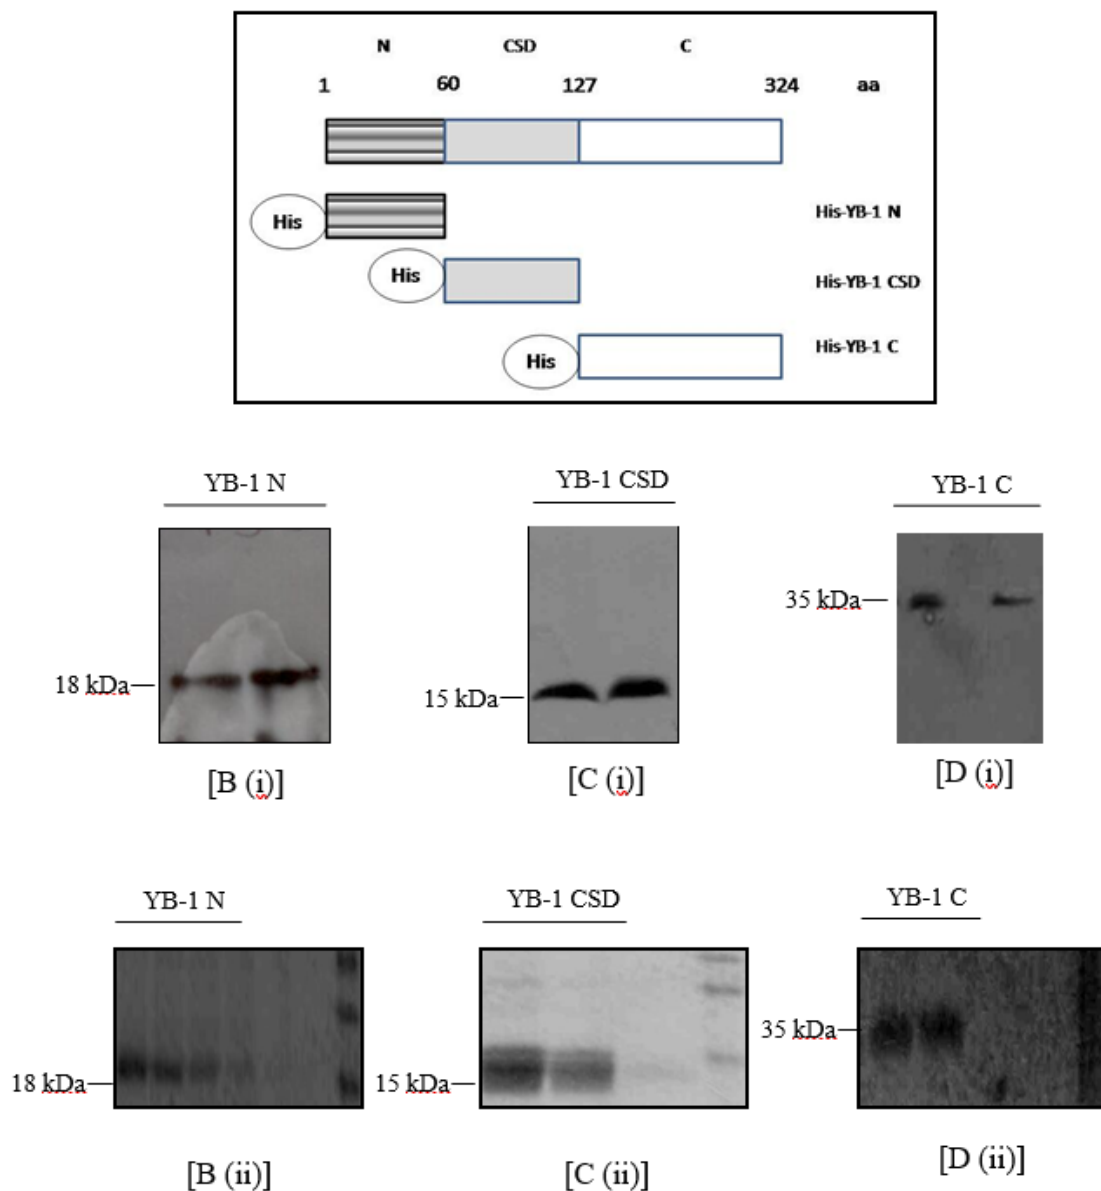 N CSD C
1 60 127 324 aa
His His-YB-1 N
His His-YB-1 CSD
His His-YB-1 C
YB-1 N YB-1 CSD YB-1 C
18 kDa 15 kDa 35 kDa
[B (i)] [C (i)] [D (i)]
YB-1 N YB-1 CSD YB-1 C
18 kDa 15 kDa 35 kDa
[B (ii)] [C (ii)] [D (ii)]